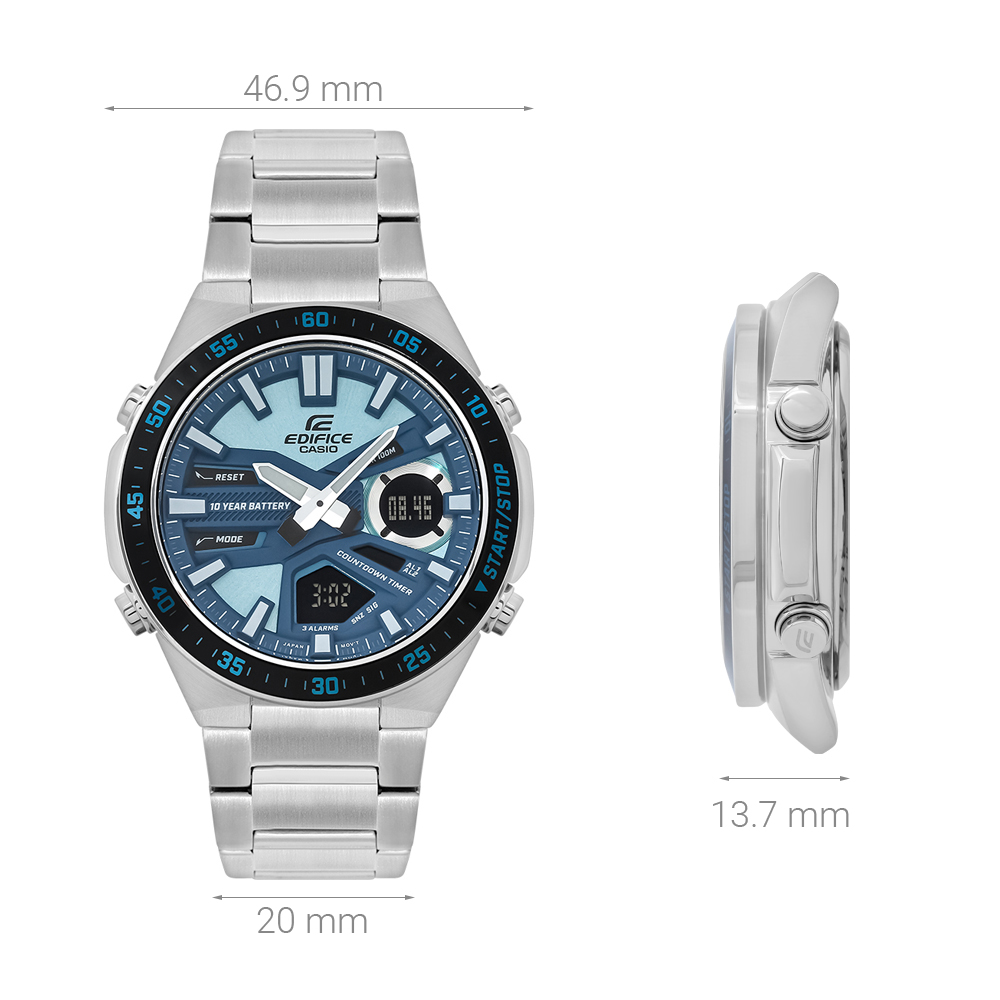 46.9 mm
60
55
05
50
10
EDIFICE
CASIO
100M
RESET
45
START/STOP
10 YEAR BATTERY
08.46
MODE
COUNTDOWN TIMER
AL1
AL2
40
3:02
SNZ SIG
3 ALARMS
JAPAN MOV'T
35
25
30
13.7 mm
20 mm